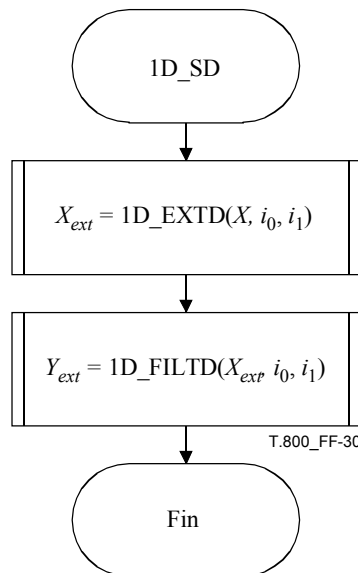 1D_SD
X_ext = 1D_EXTD(X, i_0, i_1)
Y_ext = 1D_FILTD(X_ext, i_0, i_1)
T.800_FF-30
Fin